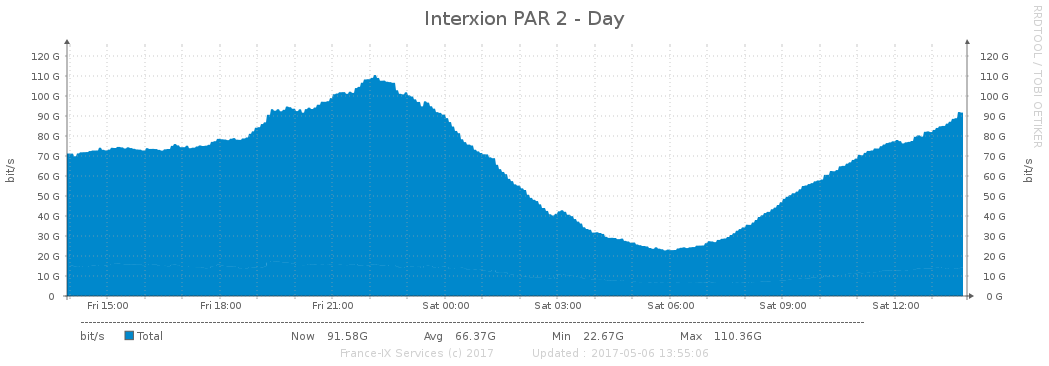 Interxion PAR 2 - Day
RRDTOOL / TOBI OETIKER
bit/s
120 G 120 G
110 G 110 G
100 G 100 G
90 G 90 G
80 G 80 G
70 G 70 G
60 G 60 G
50 G 50 G
40 G 40 G
30 G 30 G
20 G 20 G
10 G 10 G
0 0 G
bit/s
Fri 15:00 Fri 18:00 Fri 21:00 Sat 00:00 Sat 03:00 Sat 06:00 Sat 09:00 Sat 12:00
bit/s Total Now 91.58G Avg 66.37G Min 22.67G Max 110.36G
France-IX Services (c) 2017 Updated : 2017-05-06 13:55:06